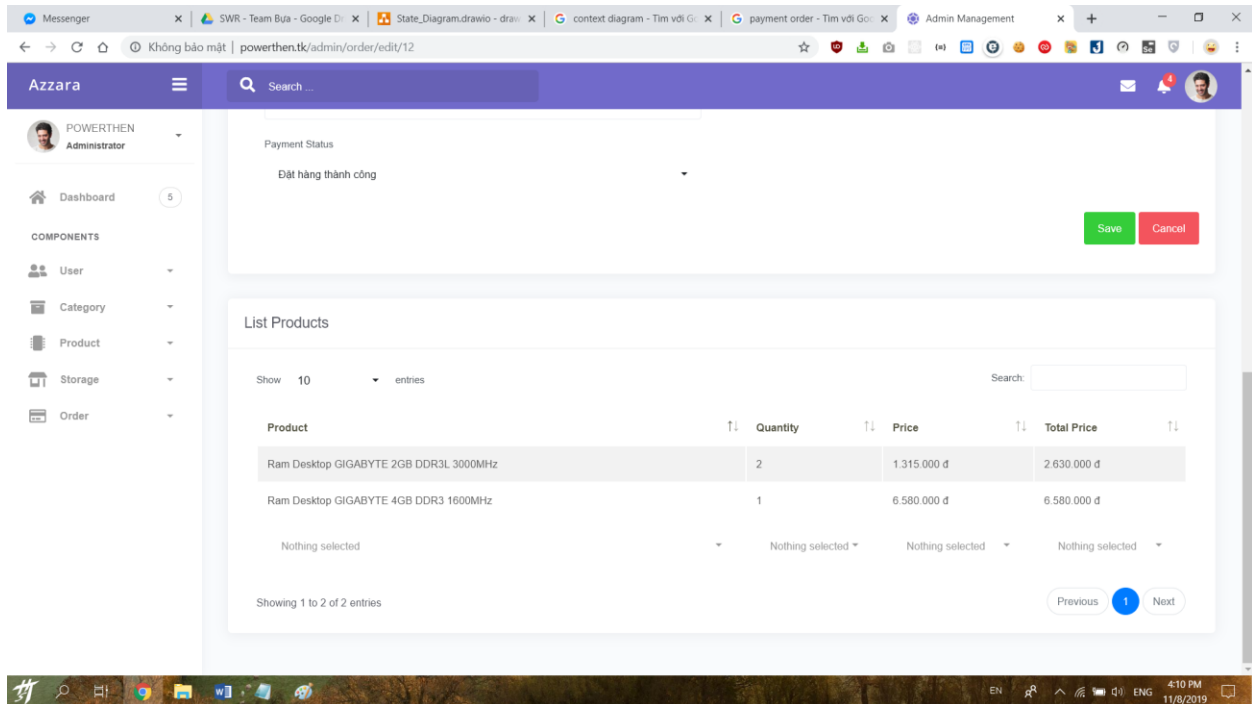 Messenger
SWR - Team Bựa - Google D
State_Diagram.drawio - draw
context diagram - Tìm với G
payment order - Tìm với Goo
Admin Management
Không bảo mật | powerthen.tk/admin/order/edit/12
Azzara
Search ...
4
POWERTHEN
Administrator
Payment Status
Đặt hàng thành công
Dashboard 5
Save Cancel
COMPONENTS
User
Category
Product
Storage
Order
List Products
Show 10 entries
Search:
Product Quantity Price Total Price
Ram Desktop GIGABYTE 2GB DDR3L 3000MHz 2 1.315.000 đ 2.630.000 đ
Ram Desktop GIGABYTE 4GB DDR3 1600MHz 1 6.580.000 đ 6.580.000 đ
Nothing selected Nothing selected Nothing selected Nothing selected
Showing 1 to 2 of 2 entries
Previous 1 Next
EN
ENG
4:10 PM
11/8/2019